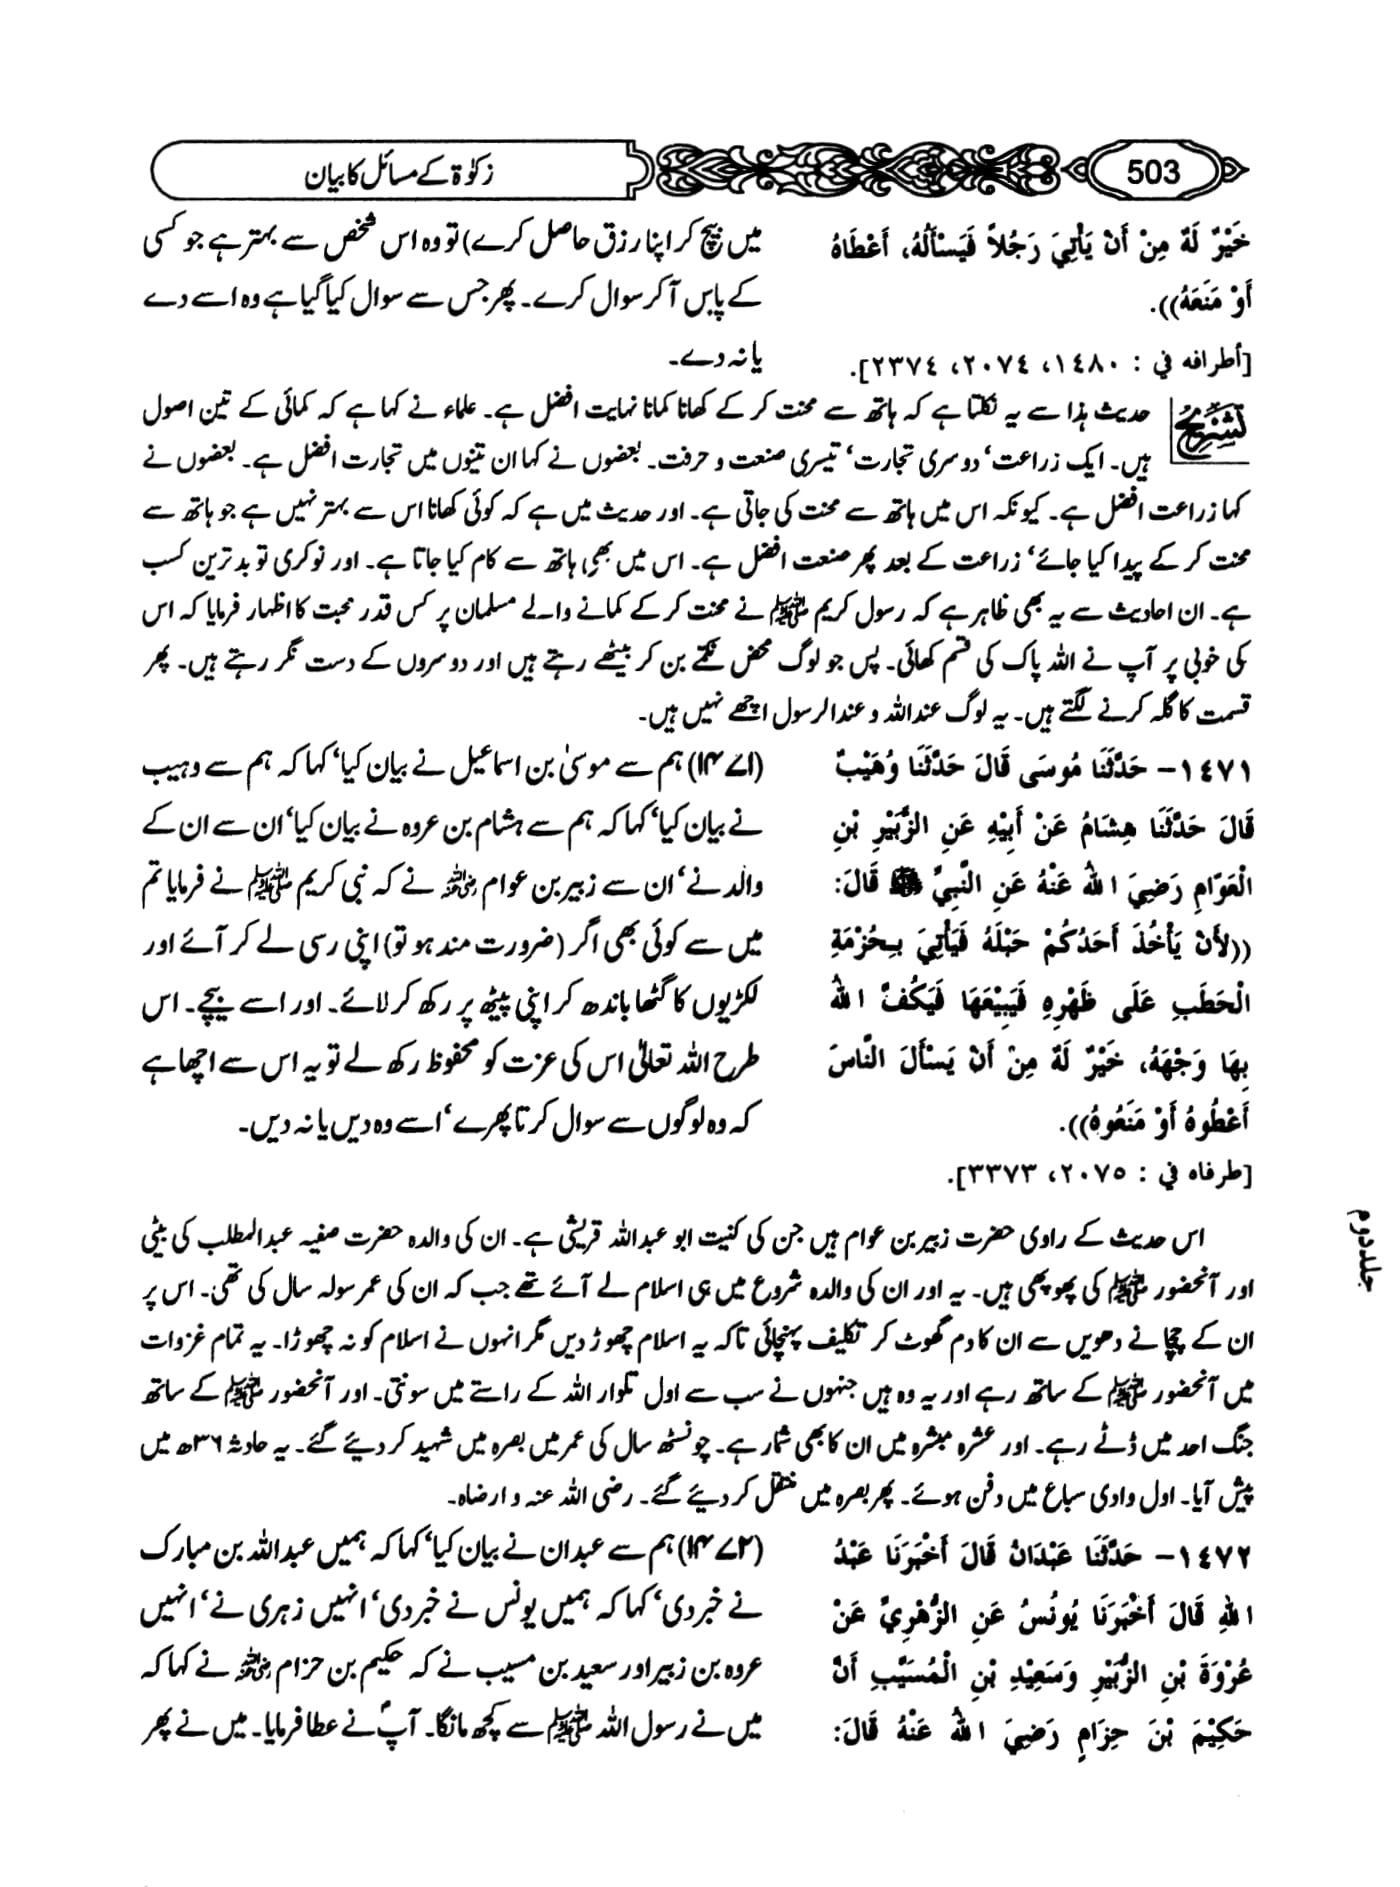 503
زکوٰۃ کے مسائل کا بیان
خَيْرٌ لَهُ مِنْ أَنْ يَأْتِيَ رَجُلاً فَيَسْأَلَهُ، أَعْطَاهُ
أَوْ مَنَعَهُ)).
[أطرافه في : ١٤٨٠، ٢٠٧٤، ٢٣٧٤].
میں بیچ کر اپنا رزق حاصل کرے) تو وہ اس شخص سے بہتر ہے جو کسی
کے پاس آ کر سوال کرے۔ پھر جس سے سوال کیا گیا ہے وہ اسے دے
یا نہ دے۔
تشریح حدیث ہذا سے یہ نکلتا ہے کہ ہاتھ سے محنت کر کے کھانا کمانا نہایت افضل ہے۔ علماء نے کہا ہے کہ کمائی کے تین اصول
ہیں۔ ایک زراعت‘ دوسری تجارت‘ تیسری صنعت و حرفت۔ بعضوں نے کہا ان تینوں میں تجارت افضل ہے۔ بعضوں نے
کہا زراعت افضل ہے۔ کیونکہ اس میں ہاتھ سے محنت کی جاتی ہے۔ اور حدیث میں ہے کہ کوئی کھانا اس سے بہتر نہیں ہے جو ہاتھ سے
محنت کر کے پیدا کیا جائے‘ زراعت کے بعد پھر صنعت افضل ہے۔ اس میں بھی ہاتھ سے کام کیا جاتا ہے۔ اور نوکری تو بدترین کسب
ہے۔ ان احادیث سے یہ بھی ظاہر ہے کہ رسول کریم ﷺ نے محنت کر کے کمانے والے مسلمان پر کس قدر محبت کا اظہار فرمایا کہ اس
کی خوبی پر آپ نے اللہ پاک کی قسم کھائی۔ پس جو لوگ محض نکمے بن کر بیٹھے رہتے ہیں اور دوسروں کے دست نگر رہتے ہیں۔ پھر
قسمت کا گلہ کرنے لگتے ہیں۔ یہ لوگ عنداللہ و عندالرسول اچھے نہیں ہیں۔
١٤٧١- حَدَّثَنَا مُوسَى قَالَ حَدَّثَنَا وُهَيْبٌ
قَالَ حَدَّثَنَا هِشَامُ عَنْ أَبِيْهِ عَنِ الزُّبَيْرِ بْنِ
الْعَوَّامِ رَضِيَ اللهُ عَنْهُ عَنِ النَّبِيِّ ﷺ قَالَ:
((لأَنْ يَأْخُذَ أَحَدُكُمْ حَبْلَهُ فَيَأْتِيَ بِحُزْمَةِ
الْحَطَبِ عَلَى ظَهْرِهِ فَيَبِيْعَهَا فَيَكُفَّ اللهُ
بِهَا وَجْهَهُ، خَيْرٌ لَهُ مِنْ أَنْ يَسْأَلَ النَّاسَ
أَعْطُوهُ أَوْ مَنَعُوهُ)).
[طرفاه في : ٢٠٧٥، ٣٣٧٣].
(۱۴۷۱) ہم سے موسیٰ بن اسماعیل نے بیان کیا‘ کہا کہ ہم سے وہیب
نے بیان کیا‘ کہا کہ ہم سے ہشام بن عروہ نے بیان کیا‘ ان سے ان کے
والد نے‘ ان سے زبیر بن عوام رضی اللہ عنہ نے کہ نبی کریم ﷺ نے فرمایا تم
میں سے کوئی بھی اگر (ضرورت مند ہو تو) اپنی رسی لے کر آئے اور
لکڑیوں کا گٹھا باندھ کر اپنی پیٹھ پر رکھ کر لائے۔ اور اسے بیچے۔ اس
طرح اللہ تعالیٰ اس کی عزت کو محفوظ رکھ لے تو یہ اس سے اچھا ہے
کہ وہ لوگوں سے سوال کرتا پھرے‘ اسے وہ دیں یا نہ دیں۔
اس حدیث کے راوی حضرت زبیر بن عوام ہیں جن کی کنیت ابو عبداللہ قریشی ہے۔ ان کی والدہ حضرت صفیہ عبدالمطلب کی بیٹی
اور آنحضور ﷺ کی پھوپھی ہیں۔ یہ اور ان کی والدہ شروع میں ہی اسلام لے آئے تھے جب کہ ان کی عمر سولہ سال کی تھی۔ اس پر
ان کے چچا نے دھویں سے ان کا دم گھوٹ کر تکلیف پہنچائی تاکہ یہ اسلام چھوڑ دیں مگر انہوں نے اسلام کو نہ چھوڑا۔ یہ تمام غزوات
میں آنحضور ﷺ کے ساتھ رہے اور یہ وہ ہیں جنہوں نے سب سے اول تلوار اللہ کے راستے میں سونتی۔ اور آنحضور ﷺ کے ساتھ
جنگ احد میں ڈٹے رہے۔ اور عشرہ مبشرہ میں ان کا بھی شمار ہے۔ چونسٹھ سال کی عمر میں بصرہ میں شہید کر دیئے گئے۔ یہ حادثہ ۳۶ھ میں
پیش آیا۔ اول وادی سباع میں دفن ہوئے۔ پھر بصرہ میں منتقل کر دیئے گئے۔ رضی اللہ عنہ و ارضاہ۔
١٤٧٢- حَدَّثَنَا عَبْدَانُ قَالَ أَخْبَرَنَا عَبْدُ
اللهِ قَالَ أَخْبَرَنَا يُونُسُ عَنِ الزُّهْرِيِّ عَنْ
عُرْوَةَ بْنِ الزُّبَيْرِ وَسَعِيْدِ بْنِ الْمُسَيَّبِ أَنَّ
حَكِيْمَ بْنَ حِزَامٍ رَضِيَ اللهُ عَنْهُ قَالَ:
(۱۴۷۲) ہم سے عبدان نے بیان کیا‘ کہا کہ ہمیں عبداللہ بن مبارک
نے خبر دی‘ کہا کہ ہمیں یونس نے خبر دی‘ انہیں زہری نے‘ انہیں
عروہ بن زبیر اور سعید بن مسیب نے کہ حکیم بن حزام رضی اللہ عنہ نے کہا کہ
میں نے رسول اللہ ﷺ سے کچھ مانگا۔ آپؐ نے عطا فرمایا۔ میں نے پھر
جلد دوم